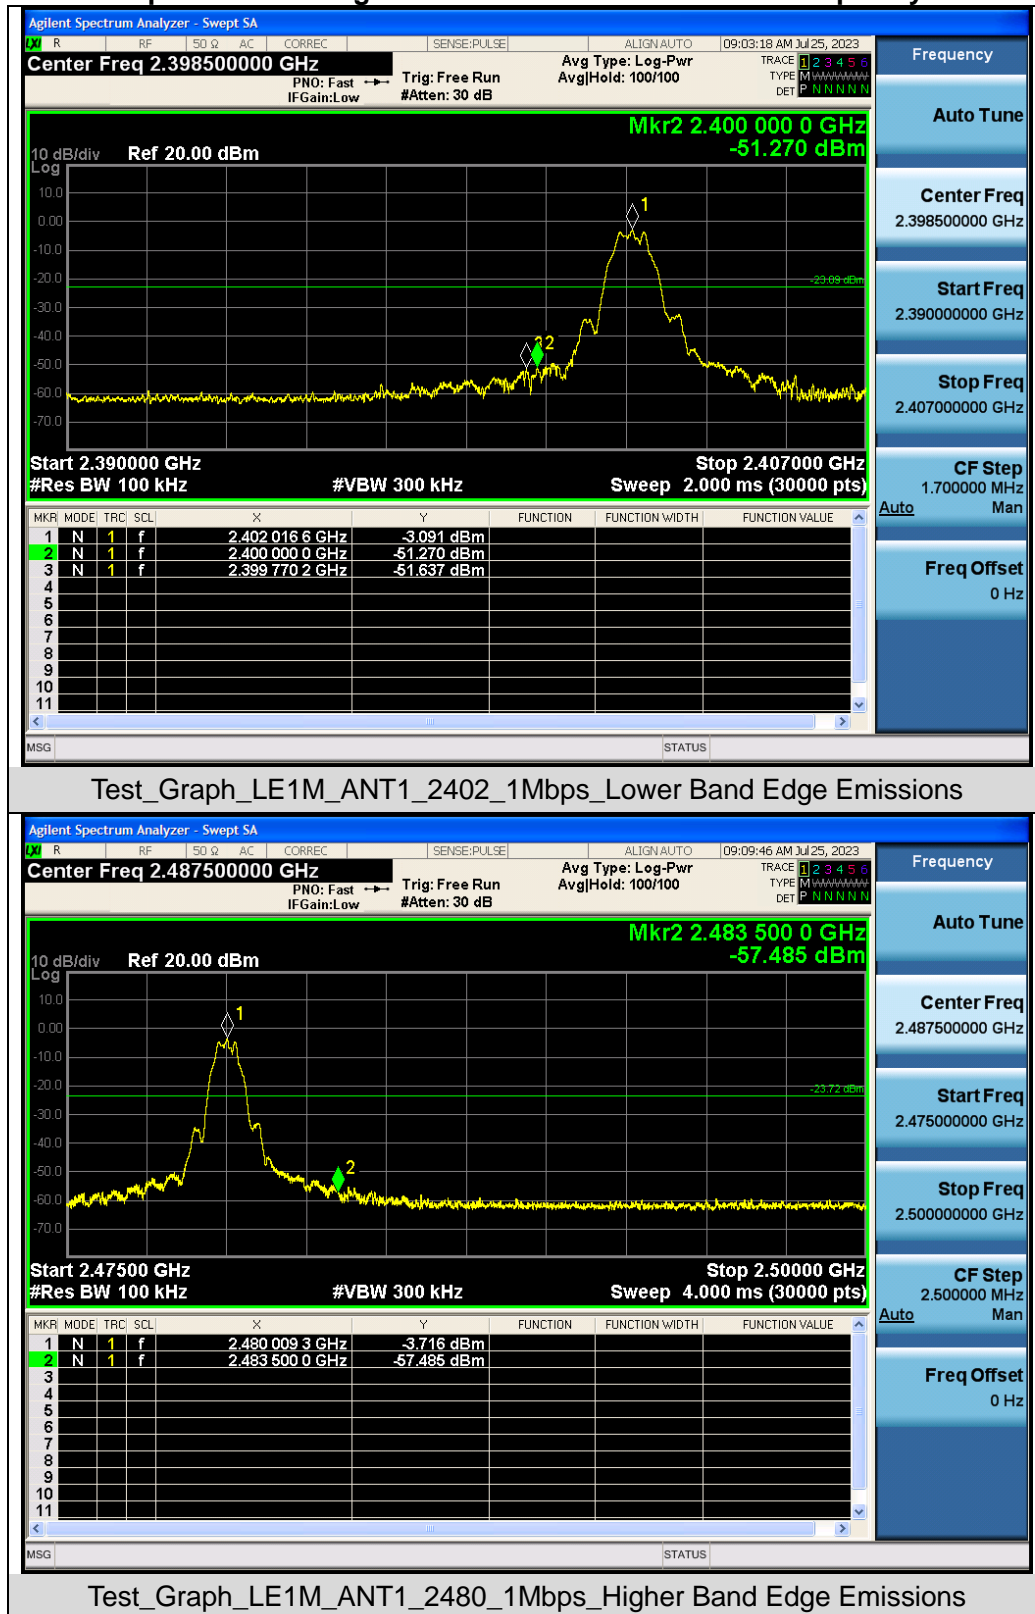 Agilent Spectrum Analyzer - Swept SA
LXI R RF 50 Ω AC CORREC SENSE:PULSE ALIGN AUTO 09:03:18 AM Jul 25, 2023
Center Freq 2.398500000 GHz
PNO: Fast
IFGain:Low
Trig: Free Run
#Atten: 30 dB
Avg Type: Log-Pwr
Avg|Hold: 100/100
TRACE 1 2 3 4 5 6
TYPE M WWWWW
DET P N N N N N
Frequency
Mkr2 2.400 000 0 GHz
-51.270 dBm
10 dB/div Ref 20.00 dBm
Log
10.0
0.00
-10.0
-20.0
-30.0
-40.0
-50.0
-60.0
-70.0
1
-23.09 dBm
2
Start 2.390000 GHz Stop 2.407000 GHz
#Res BW 100 kHz #VBW 300 kHz Sweep 2.000 ms (30000 pts)
MKR MODE TRC SCL X Y FUNCTION FUNCTION WIDTH FUNCTION VALUE
1 N 1 f 2.402 016 6 GHz -3.091 dBm
2 N 1 f 2.400 000 0 GHz -51.270 dBm
3 N 1 f 2.399 770 2 GHz -51.637 dBm
4
5
6
7
8
9
10
11
MSG STATUS
Auto Tune
Center Freq
2.398500000 GHz
Start Freq
2.390000000 GHz
Stop Freq
2.407000000 GHz
CF Step
1.700000 MHz
Auto Man
Freq Offset
0 Hz
Test_Graph_LE1M_ANT1_2402_1Mbps_Lower Band Edge Emissions
Agilent Spectrum Analyzer - Swept SA
LXI R RF 50 Ω AC CORREC SENSE:PULSE ALIGN AUTO 09:09:46 AM Jul 25, 2023
Center Freq 2.487500000 GHz
PNO: Fast
IFGain:Low
Trig: Free Run
#Atten: 30 dB
Avg Type: Log-Pwr
Avg|Hold: 100/100
TRACE 1 2 3 4 5 6
TYPE M WWWWW
DET P N N N N N
Frequency
Mkr2 2.483 500 0 GHz
-57.485 dBm
10 dB/div Ref 20.00 dBm
Log
10.0
0.00
-10.0
-20.0
-30.0
-40.0
-50.0
-60.0
-70.0
1
-23.72 dBm
2
Start 2.47500 GHz Stop 2.50000 GHz
#Res BW 100 kHz #VBW 300 kHz Sweep 4.000 ms (30000 pts)
MKR MODE TRC SCL X Y FUNCTION FUNCTION WIDTH FUNCTION VALUE
1 N 1 f 2.480 009 3 GHz -3.716 dBm
2 N 1 f 2.483 500 0 GHz -57.485 dBm
3
4
5
6
7
8
9
10
11
MSG STATUS
Auto Tune
Center Freq
2.487500000 GHz
Start Freq
2.475000000 GHz
Stop Freq
2.500000000 GHz
CF Step
2.500000 MHz
Auto Man
Freq Offset
0 Hz
Test_Graph_LE1M_ANT1_2480_1Mbps_Higher Band Edge Emissions